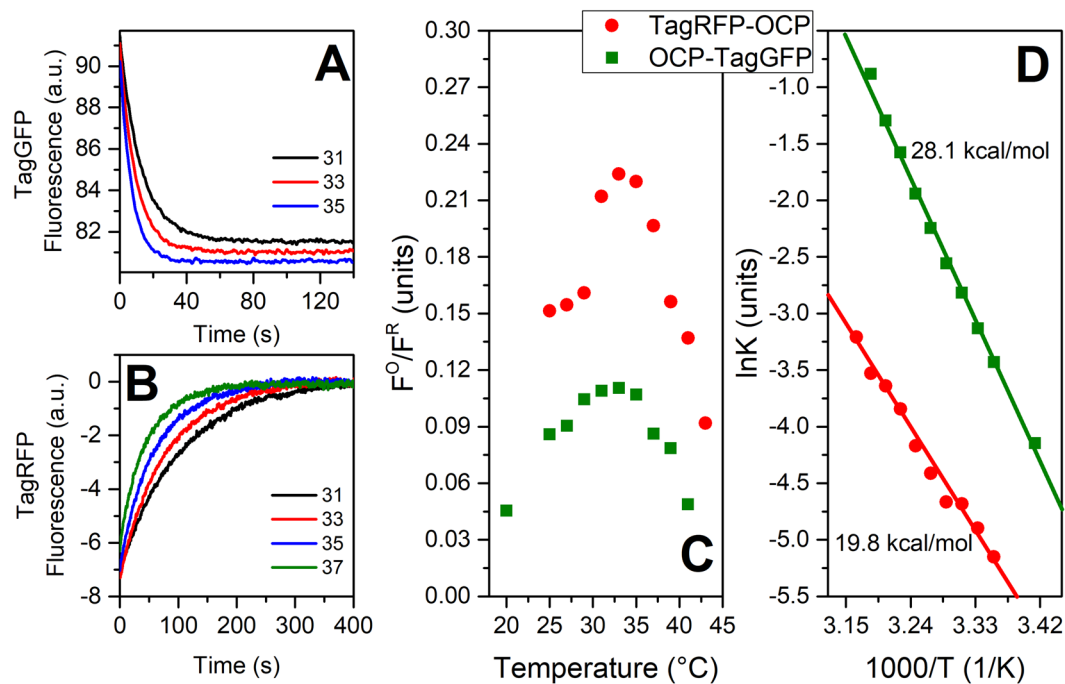 A
TagGFP
Fluorescence (a.u.)
90
88
86
84
82
31
33
35
0 40 80 120
Time (s)
B
TagRFP
Fluorescence (a.u.)
0
-2
-4
-6
-8
31
33
35
37
0 100 200 300 400
Time (s)
TagRFP-OCP
OCP-TagGFP
C
F^O/F^R (units)
0.30
0.27
0.24
0.21
0.18
0.15
0.12
0.09
0.06
0.03
0.00
20 25 30 35 40 45
Temperature (°C)
D
lnK (units)
-0.5
-1.0
-1.5
-2.0
-2.5
-3.0
-3.5
-4.0
-4.5
-5.0
-5.5
28.1 kcal/mol
19.8 kcal/mol
3.15 3.24 3.33 3.42
1000/T (1/K)